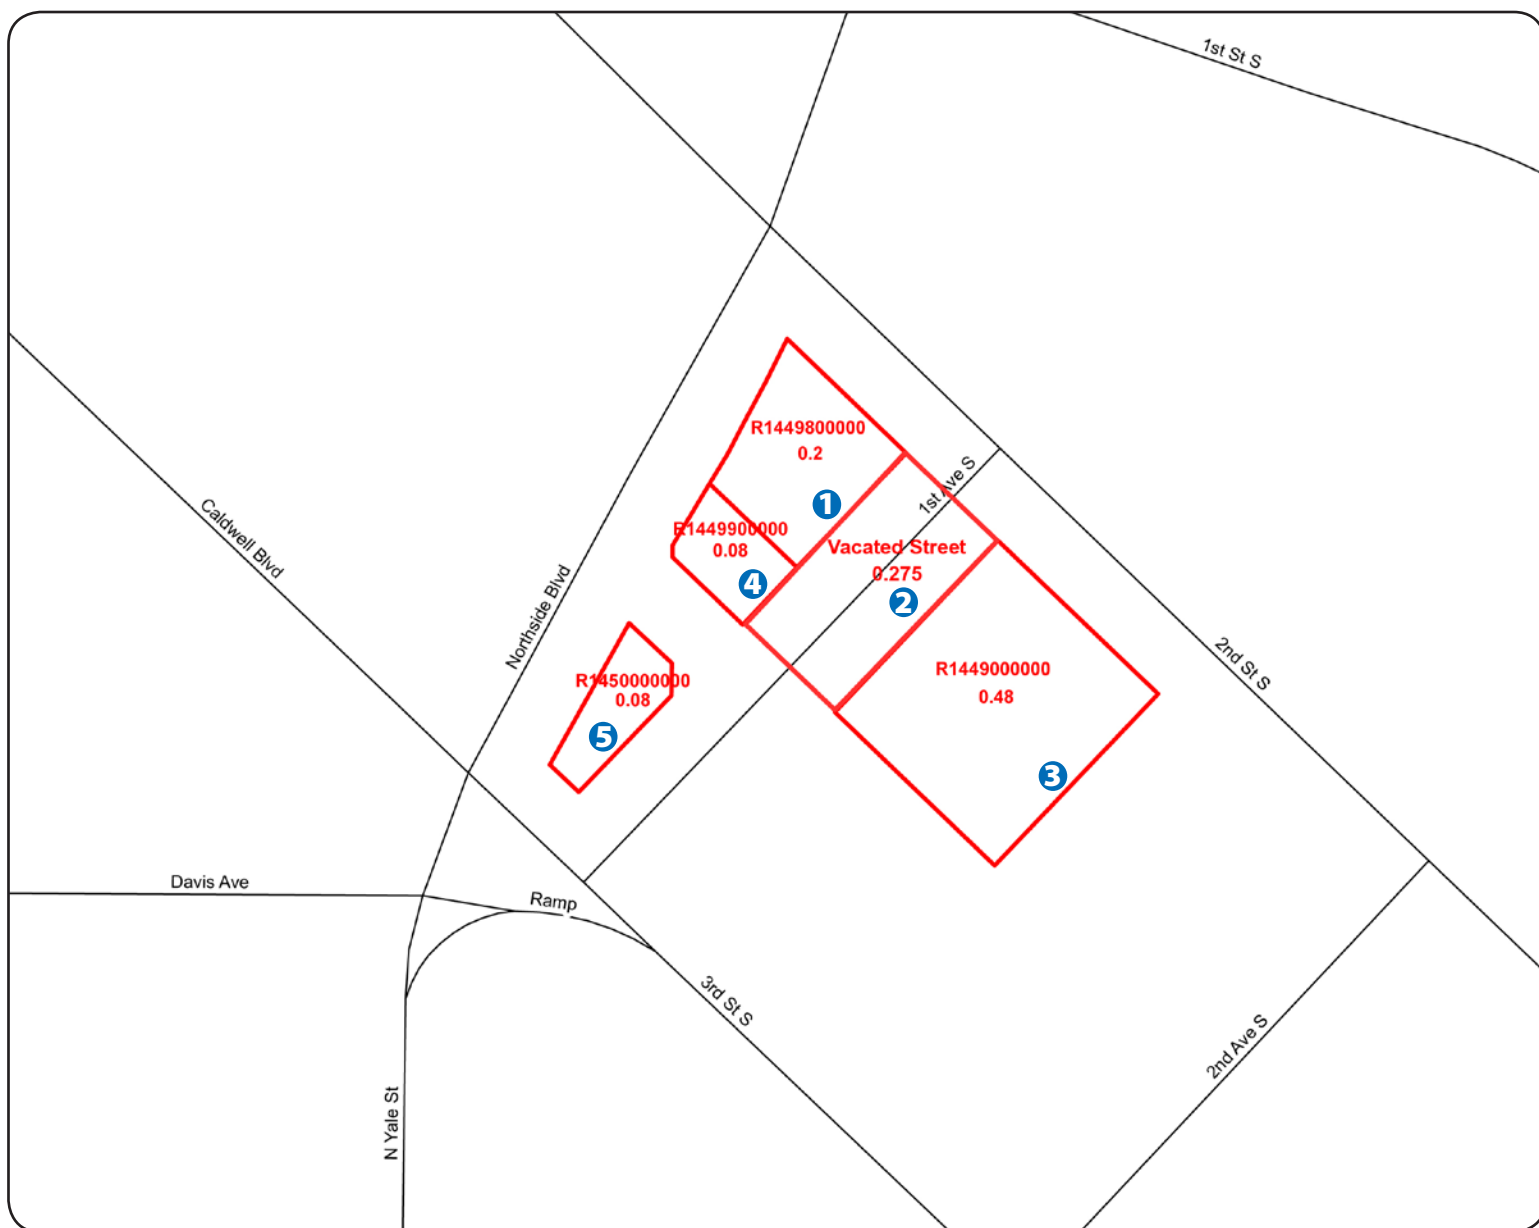 1st St S
R1449800000
0.2
1
1st Ave S
R1449900000
0.08
4
Vacated Street
0.275
2
Caldwell Blvd
Northside Blvd
R1450000000
0.08
5
R1449000000
0.48
3
2nd St S
Davis Ave
Ramp
3rd St S
2nd Ave S
N Yale St